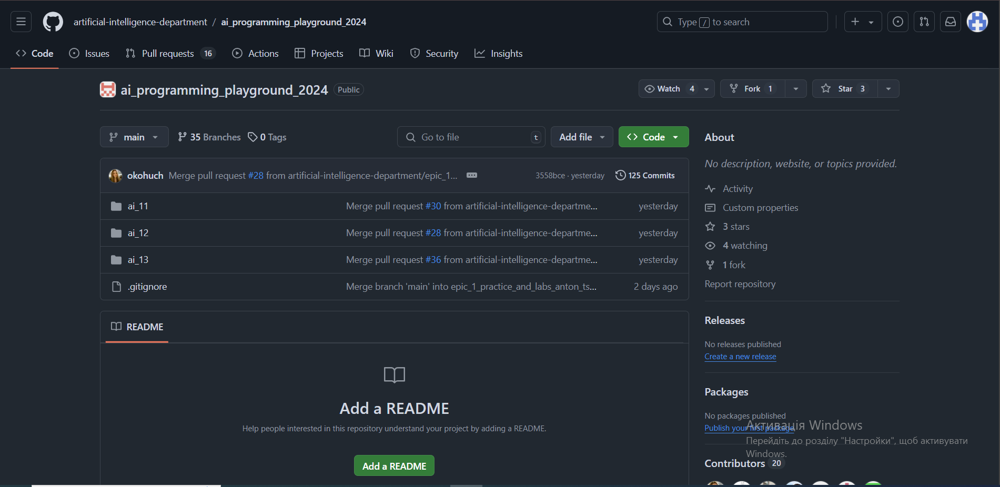 artificial-intelligence-department / ai_programming_playground_2024
Type / to search
Code Issues Pull requests 16 Actions Projects Wiki Security Insights
ai_programming_playground_2024 Public
Watch 4 Fork 1 Star 3
main 35 Branches 0 Tags Go to file t Add file Code
okohuch Merge pull request #28 from artificial-intelligence-department/epic_1... 3558bce · yesterday 125 Commits
ai_11 Merge pull request #30 from artificial-intelligence-departme... yesterday
ai_12 Merge pull request #28 from artificial-intelligence-departme... yesterday
ai_13 Merge pull request #36 from artificial-intelligence-departme... yesterday
.gitignore Merge branch 'main' into epic_1_practice_and_labs_anton_ts... 2 days ago
README
Add a README
Help people interested in this repository understand your project by adding a README.
Add a README
About
No description, website, or topics provided.
Activity
Custom properties
3 stars
4 watching
1 fork
Report repository
Releases
No releases published
Create a new release
Packages
No packages published
Publish your first package
Contributors 20
Активація Windows
Перейдіть до розділу "Настройки", щоб активувати
Windows.